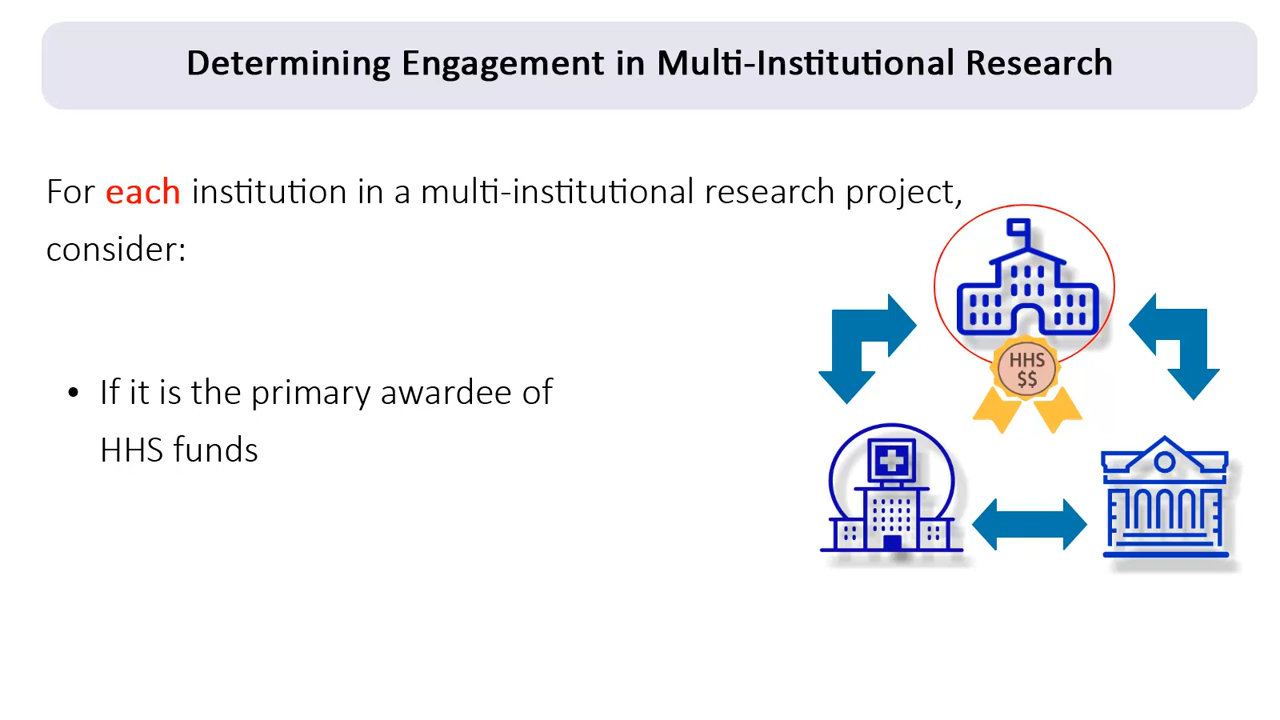 Determining Engagement in Multi-Institutional Research
For each institution in a multi-institutional research project,
consider:
• If it is the primary awardee of
HHS funds
HHS
$$